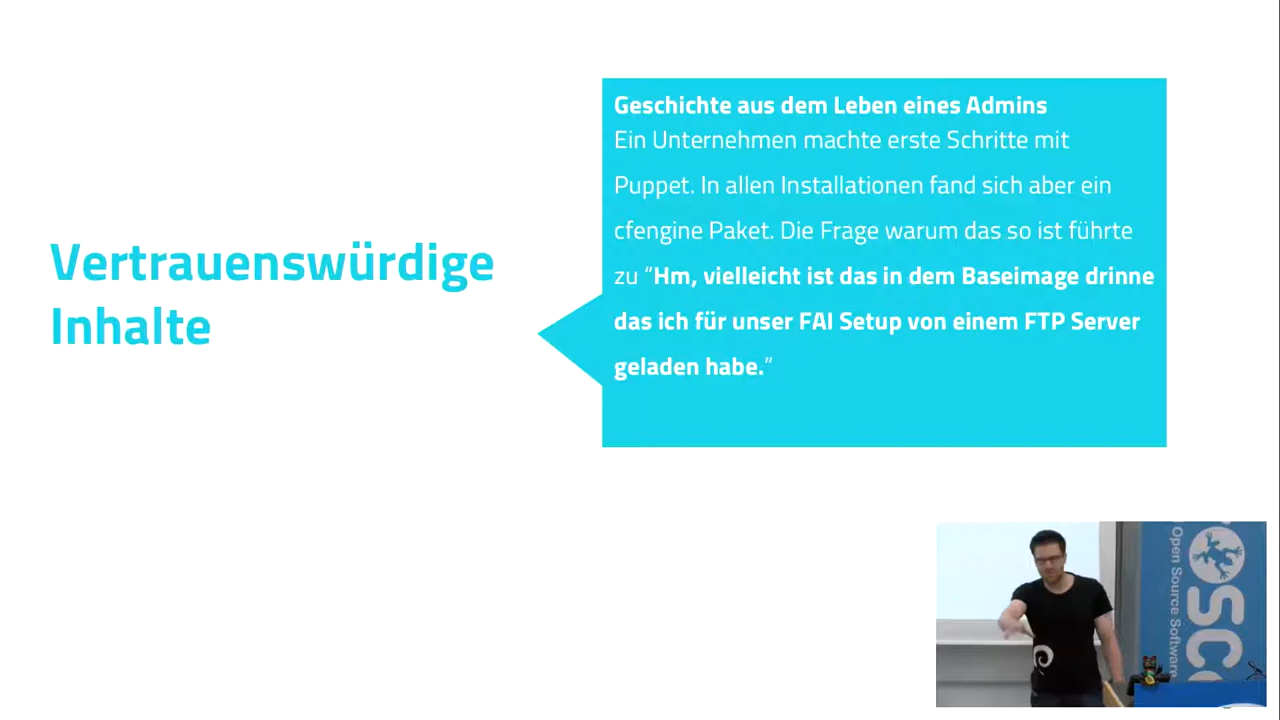 Vertrauenswürdige
Inhalte
Geschichte aus dem Leben eines Admins
Ein Unternehmen machte erste Schritte mit
Puppet. In allen Installationen fand sich aber ein
cfengine Paket. Die Frage warum das so ist führte
zu “Hm, vielleicht ist das in dem Baseimage drinne
das ich für unser FAI Setup von einem FTP Server
geladen habe.”
Open Source Software